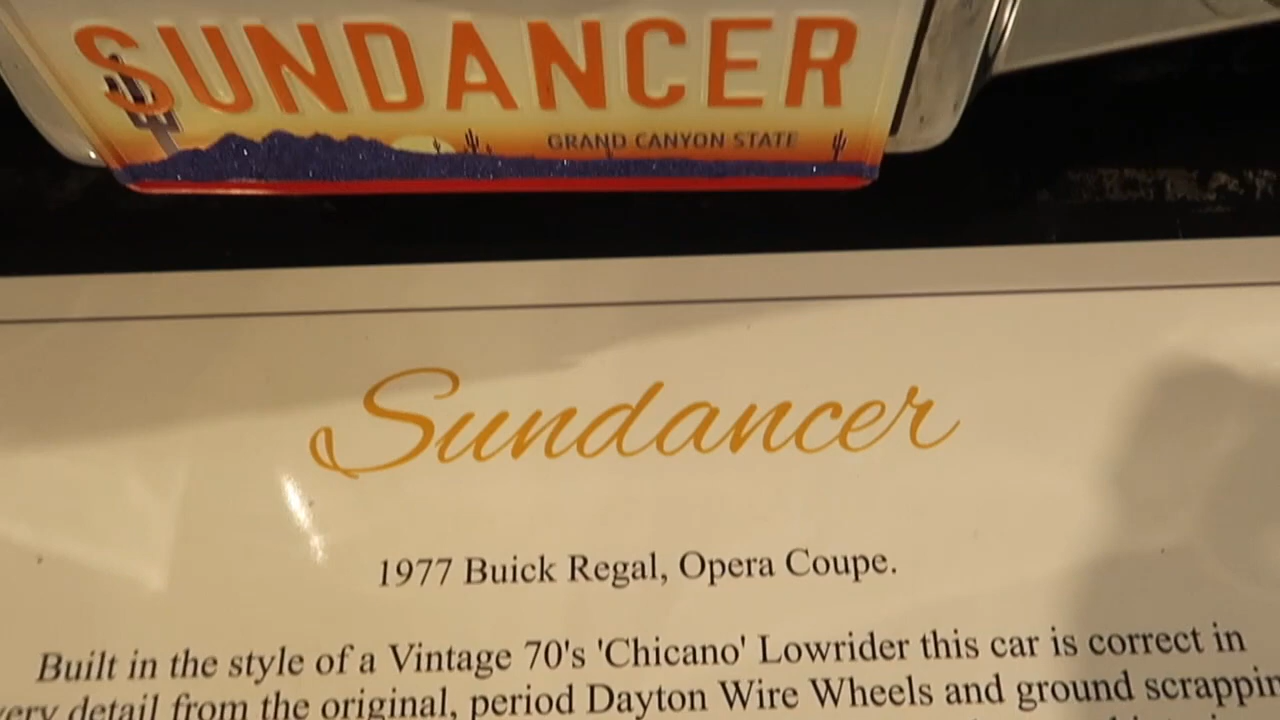 SUNDANCER
GRAND CANYON STATE
Sundancer
1977 Buick Regal, Opera Coupe.
Built in the style of a Vintage 70's 'Chicano' Lowrider this car is correct in
detail from the original, period Dayton Wire Wheels and ground